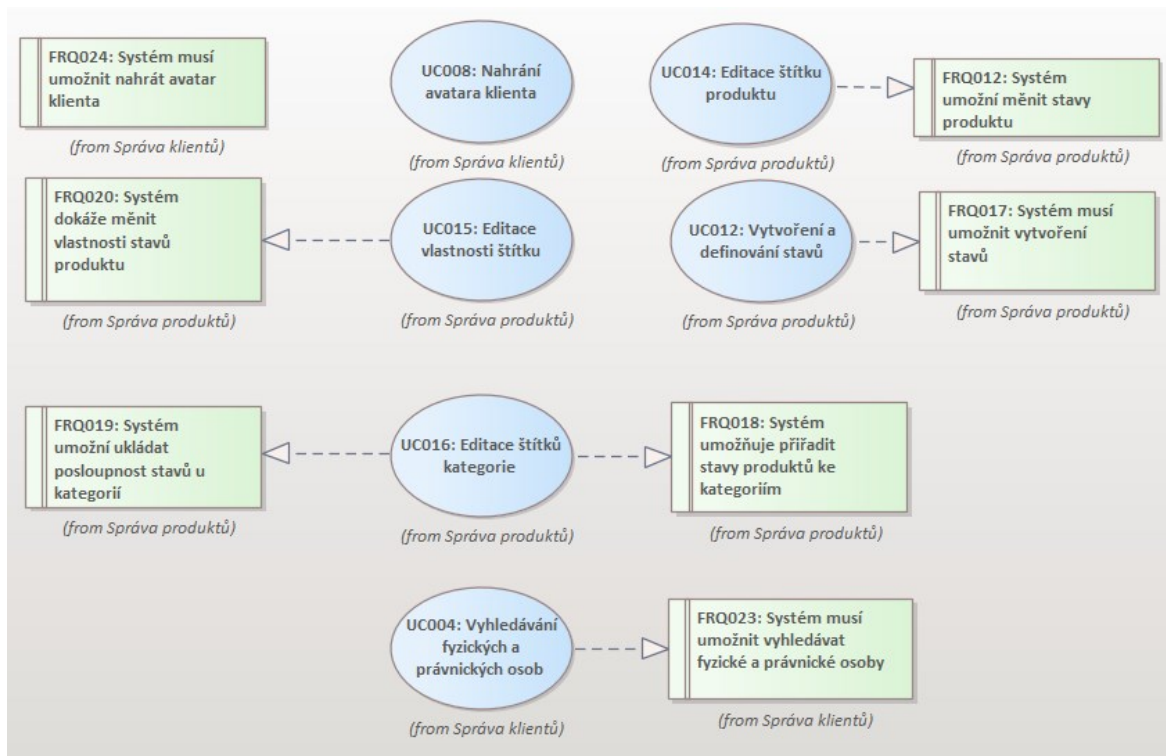 FRQ024: Systém musí
umožnit nahrát avatar
klienta
(from Správa klientů)
UC008: Nahrání
avatara klienta
(from Správa klientů)
UC014: Editace štítku
produktu
(from Správa produktů)
FRQ012: Systém
umožní měnit stavy
produktu
(from Správa produktů)
FRQ020: Systém
dokáže měnit
vlastnosti stavů
produktu
(from Správa produktů)
UC015: Editace
vlastnosti štítku
(from Správa produktů)
UC012: Vytvoření a
definování stavů
(from Správa produktů)
FRQ017: Systém musí
umožnit vytvoření
stavů
(from Správa produktů)
FRQ019: Systém
umožní ukládat
posloupnost stavů u
kategorií
(from Správa produktů)
UC016: Editace štítků
kategorie
(from Správa produktů)
FRQ018: Systém
umožňuje přiřadit
stavy produktů ke
kategoriím
(from Správa produktů)
UC004: Vyhledávání
fyzických a
právnických osob
(from Správa klientů)
FRQ023: Systém musí
umožnit vyhledávat
fyzické a právnické osoby
(from Správa klientů)